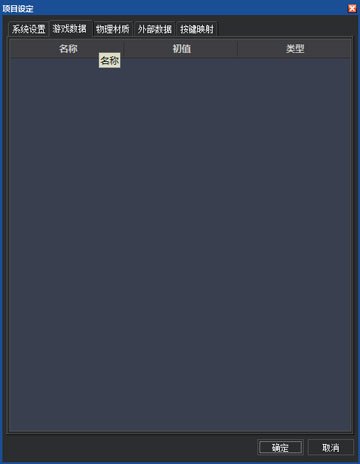 项目设定
系统设置 游戏数据 物理材质 外部数据 按键映射
名称 初值 类型
名称
确定 取消